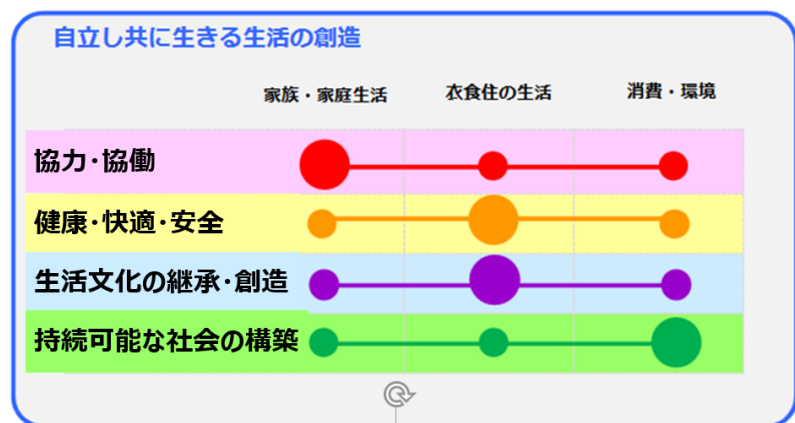 自立し共に生きる生活の創造
家族・家庭生活
衣食住の生活
消費・環境
協力･協働
健康･快適･安全
生活文化の継承･創造
持続可能な社会の構築